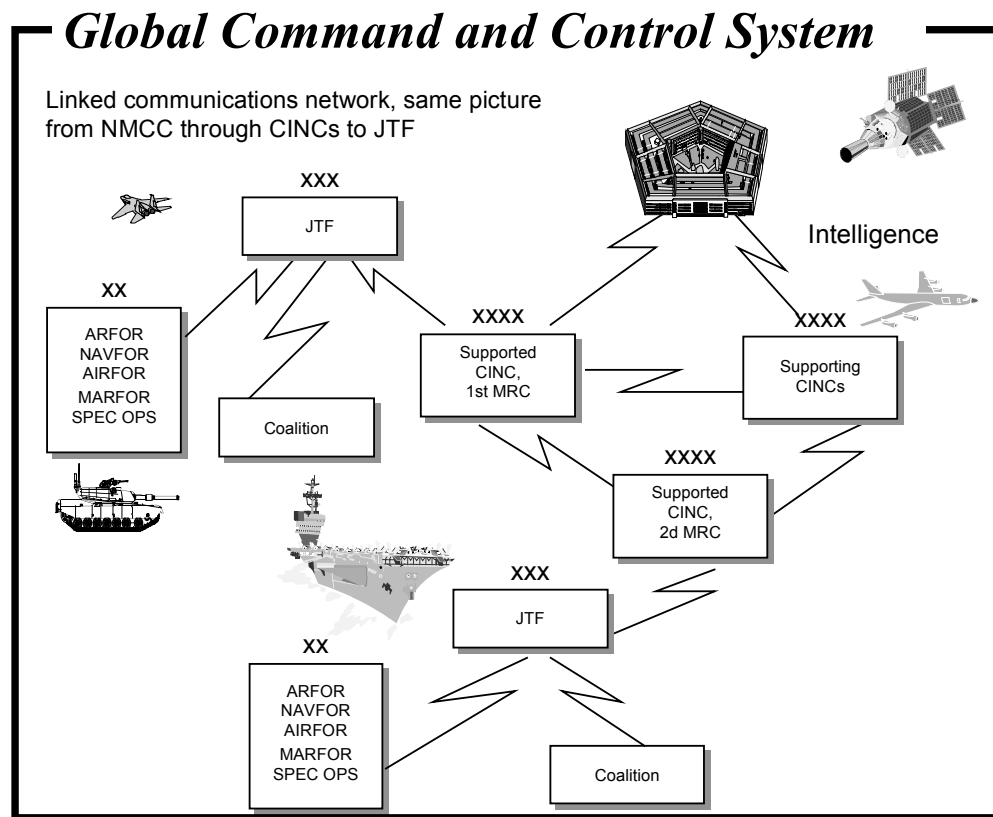 Global Command and Control System
Linked communications network, same picture
from NMCC through CINCs to JTF
XXX
JTF
Intelligence
XX
ARFOR
NAVFOR
AIRFOR
MARFOR
SPEC OPS
Coalition
XXXX
Supported
CINC,
1st MRC
XXXX
Supporting
CINCs
XXXX
Supported
CINC,
2d MRC
XXX
JTF
XX
ARFOR
NAVFOR
AIRFOR
MARFOR
SPEC OPS
Coalition